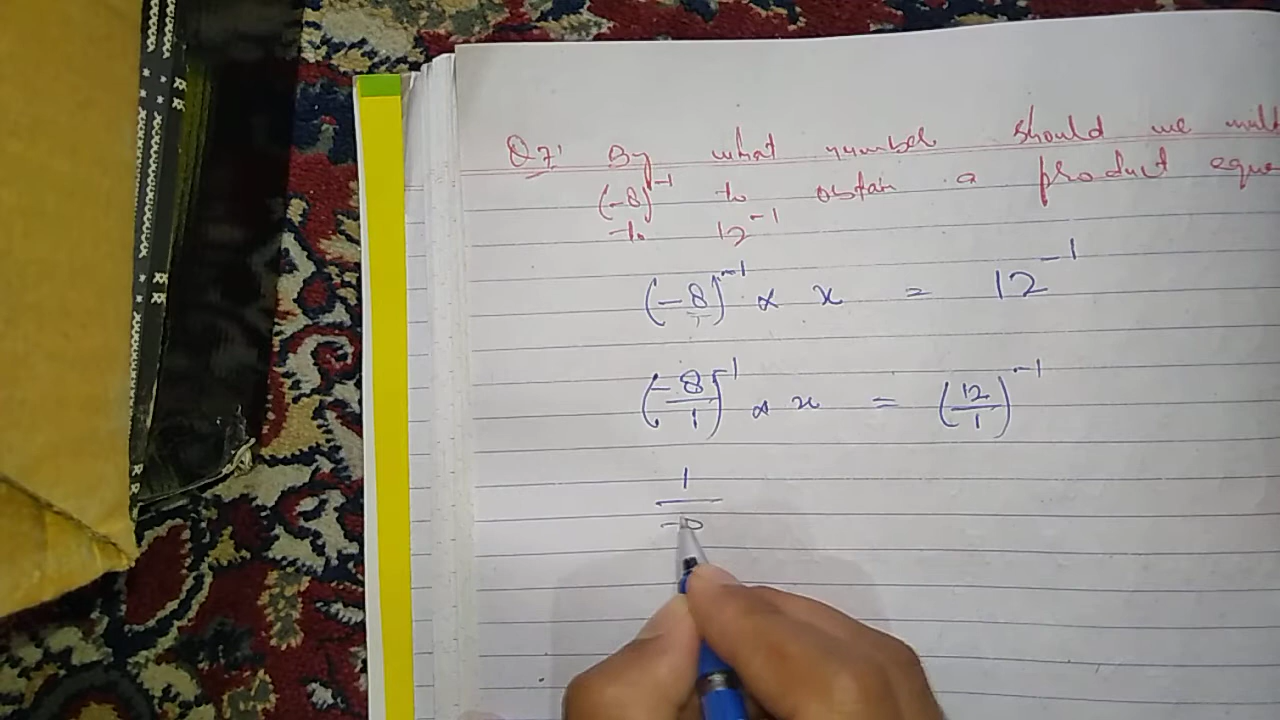 Q7: By what number should we
(-8)⁻¹ to obtain a product
to 12⁻¹
(-8/1)⁻¹ × x = 12⁻¹
(-8/1)⁻¹ × x = (12/1)⁻¹
1/-